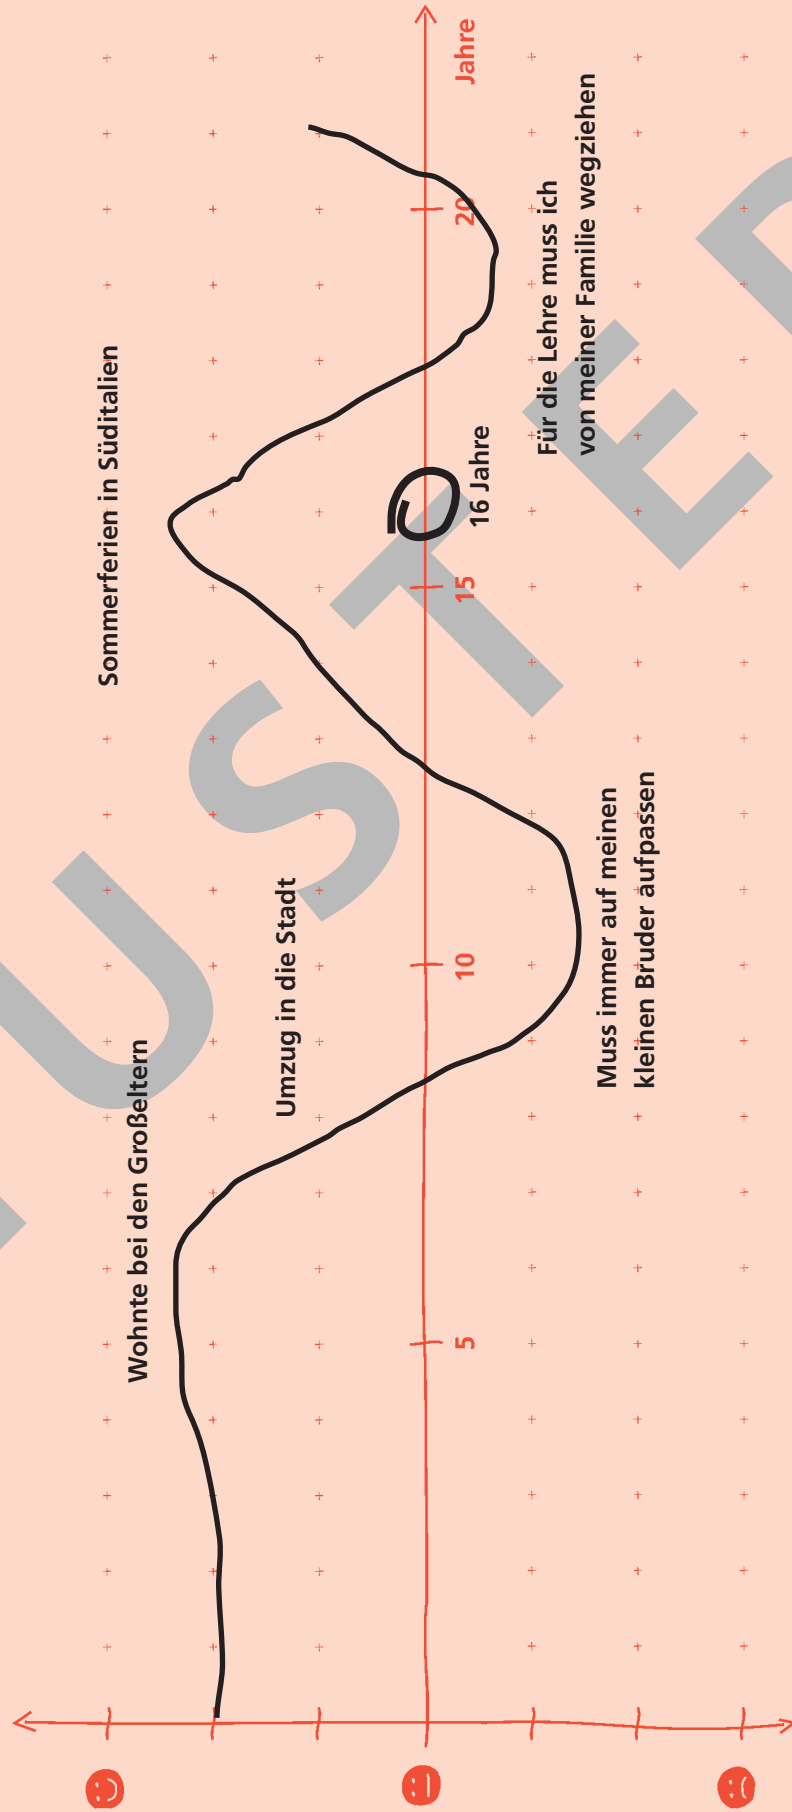 Wohnte bei den Großeltern
Umzug in die Stadt
Muss immer auf meinen
kleinen Bruder aufpassen
Sommerferien in Süditalien
16 Jahre
Für die Lehre muss ich
von meiner Familie wegziehen
5
10
15
20
Jahre
USTE